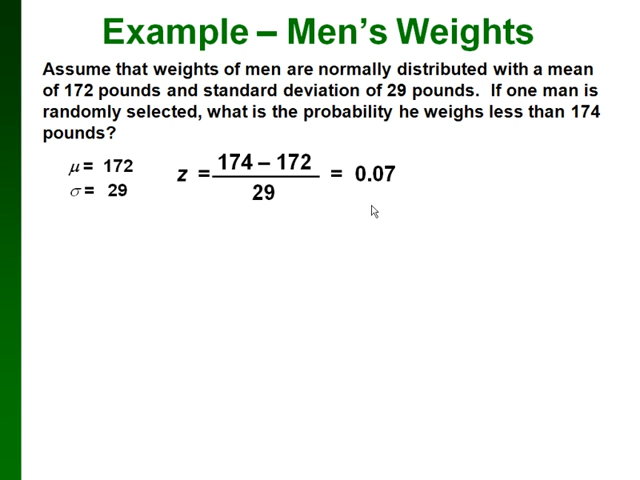 Example – Men's Weights
Assume that weights of men are normally distributed with a mean
of 172 pounds and standard deviation of 29 pounds.  If one man is
randomly selected, what is the probability he weighs less than 174
pounds?
μ = 172
σ = 29
z = 174 – 172 / 29 = 0.07